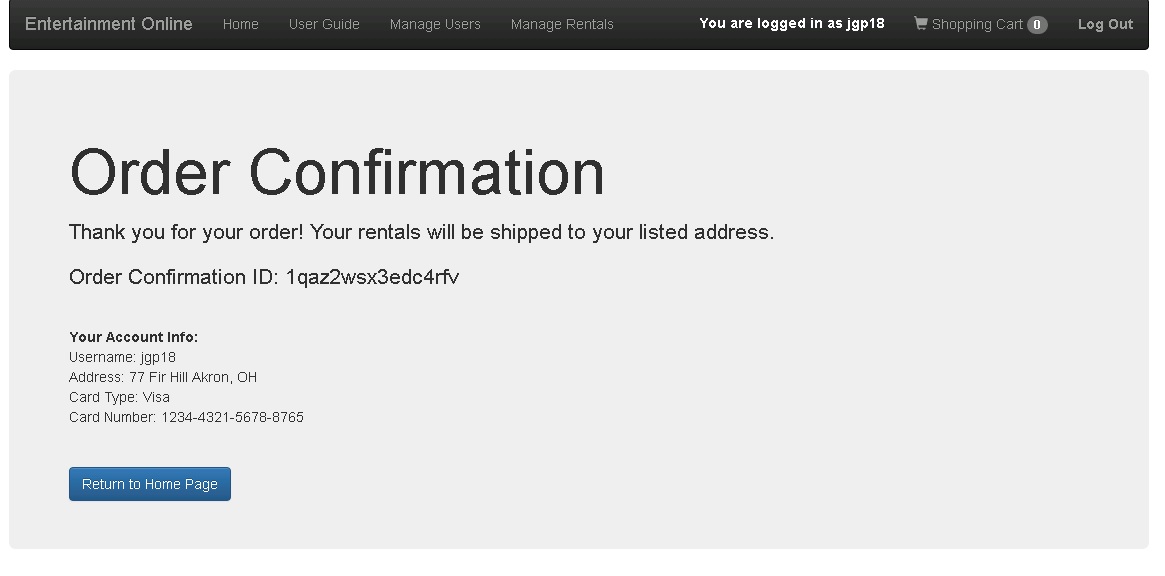 Entertainment Online Home User Guide Manage Users Manage Rentals You are logged in as jgp18 Shopping Cart 0 Log Out
Order Confirmation
Thank you for your order! Your rentals will be shipped to your listed address.
Order Confirmation ID: 1qaz2wsx3edc4rfv
Your Account Info:
Username: jgp18
Address: 77 Fir Hill Akron, OH
Card Type: Visa
Card Number: 1234-4321-5678-8765
Return to Home Page